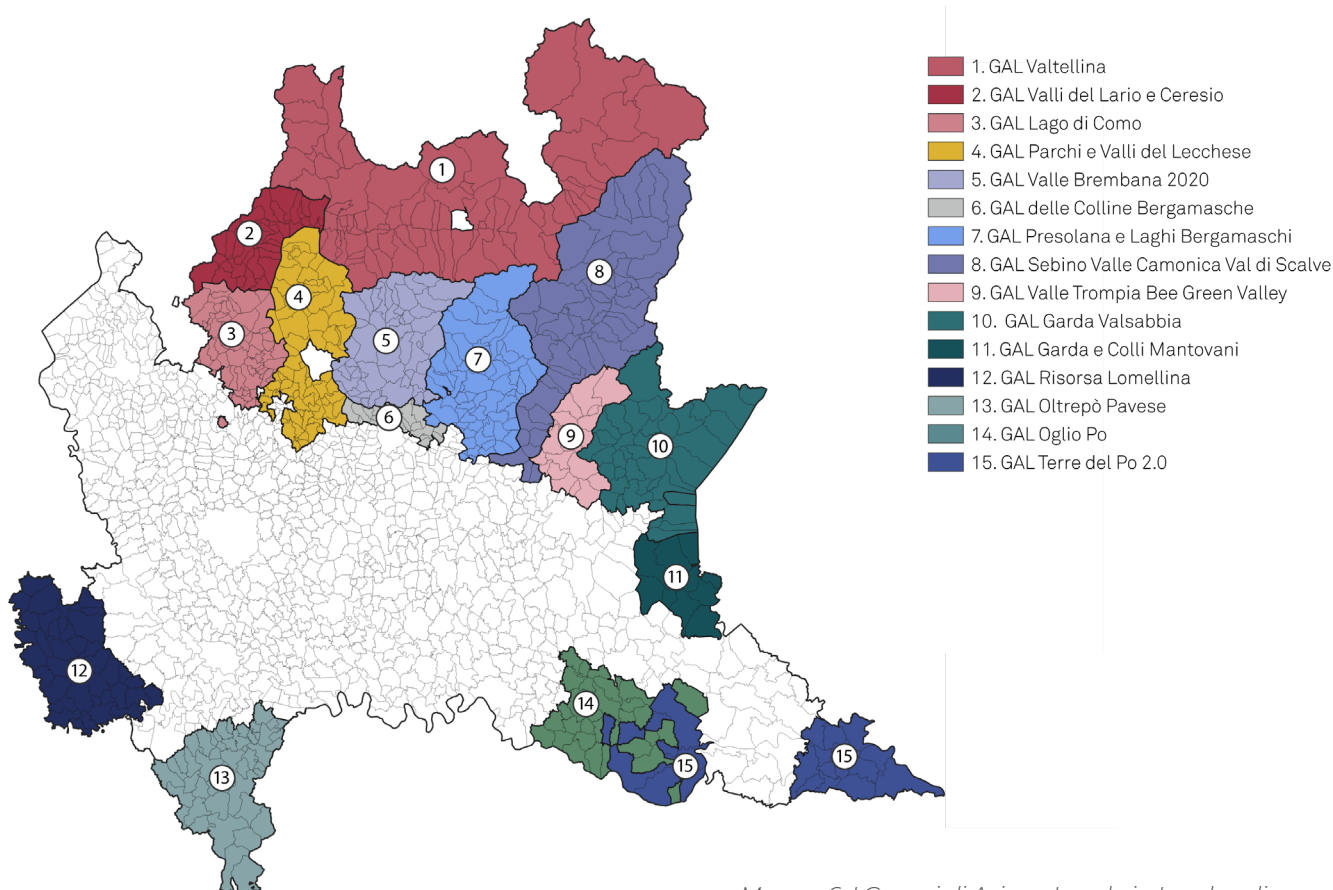 1. GAL Valtellina
2. GAL Valli del Lario e Ceresio
3. GAL Lago di Como
4. GAL Parchi e Valli del Lecchese
5. GAL Valle Brembana 2020
6. GAL delle Colline Bergamasche
7. GAL Presolana e Laghi Bergamaschi
8. GAL Sebino Valle Camonica Val di Scalve
9. GAL Valle Trompia Bee Green Valley
10. GAL Garda Valsabbia
11. GAL Garda e Colli Mantovani
12. GAL Risorsa Lomellina
13. GAL Oltrepò Pavese
14. GAL Oglio Po
15. GAL Terre del Po 2.0
1
2
8
4
3
5
7
6
9
10
11
12
14
15
15
13